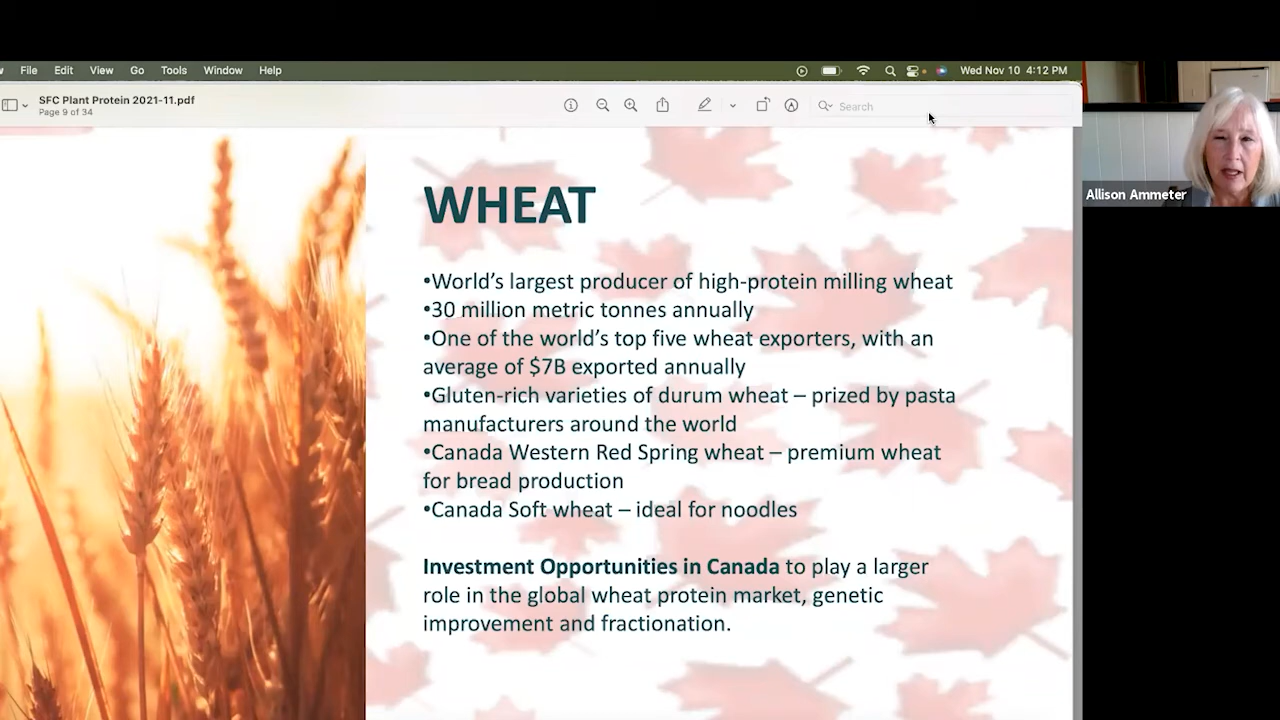 File Edit View Go Tools Window Help Wed Nov 10 4:12 PM
SFC Plant Protein 2021-11.pdf
Page 9 of 34
Search
Allison Ammeter
WHEAT
•World's largest producer of high-protein milling wheat
•30 million metric tonnes annually
•One of the world's top five wheat exporters, with an
average of $7B exported annually
•Gluten-rich varieties of durum wheat – prized by pasta
manufacturers around the world
•Canada Western Red Spring wheat – premium wheat
for bread production
•Canada Soft wheat – ideal for noodles
Investment Opportunities in Canada to play a larger
role in the global wheat protein market, genetic
improvement and fractionation.